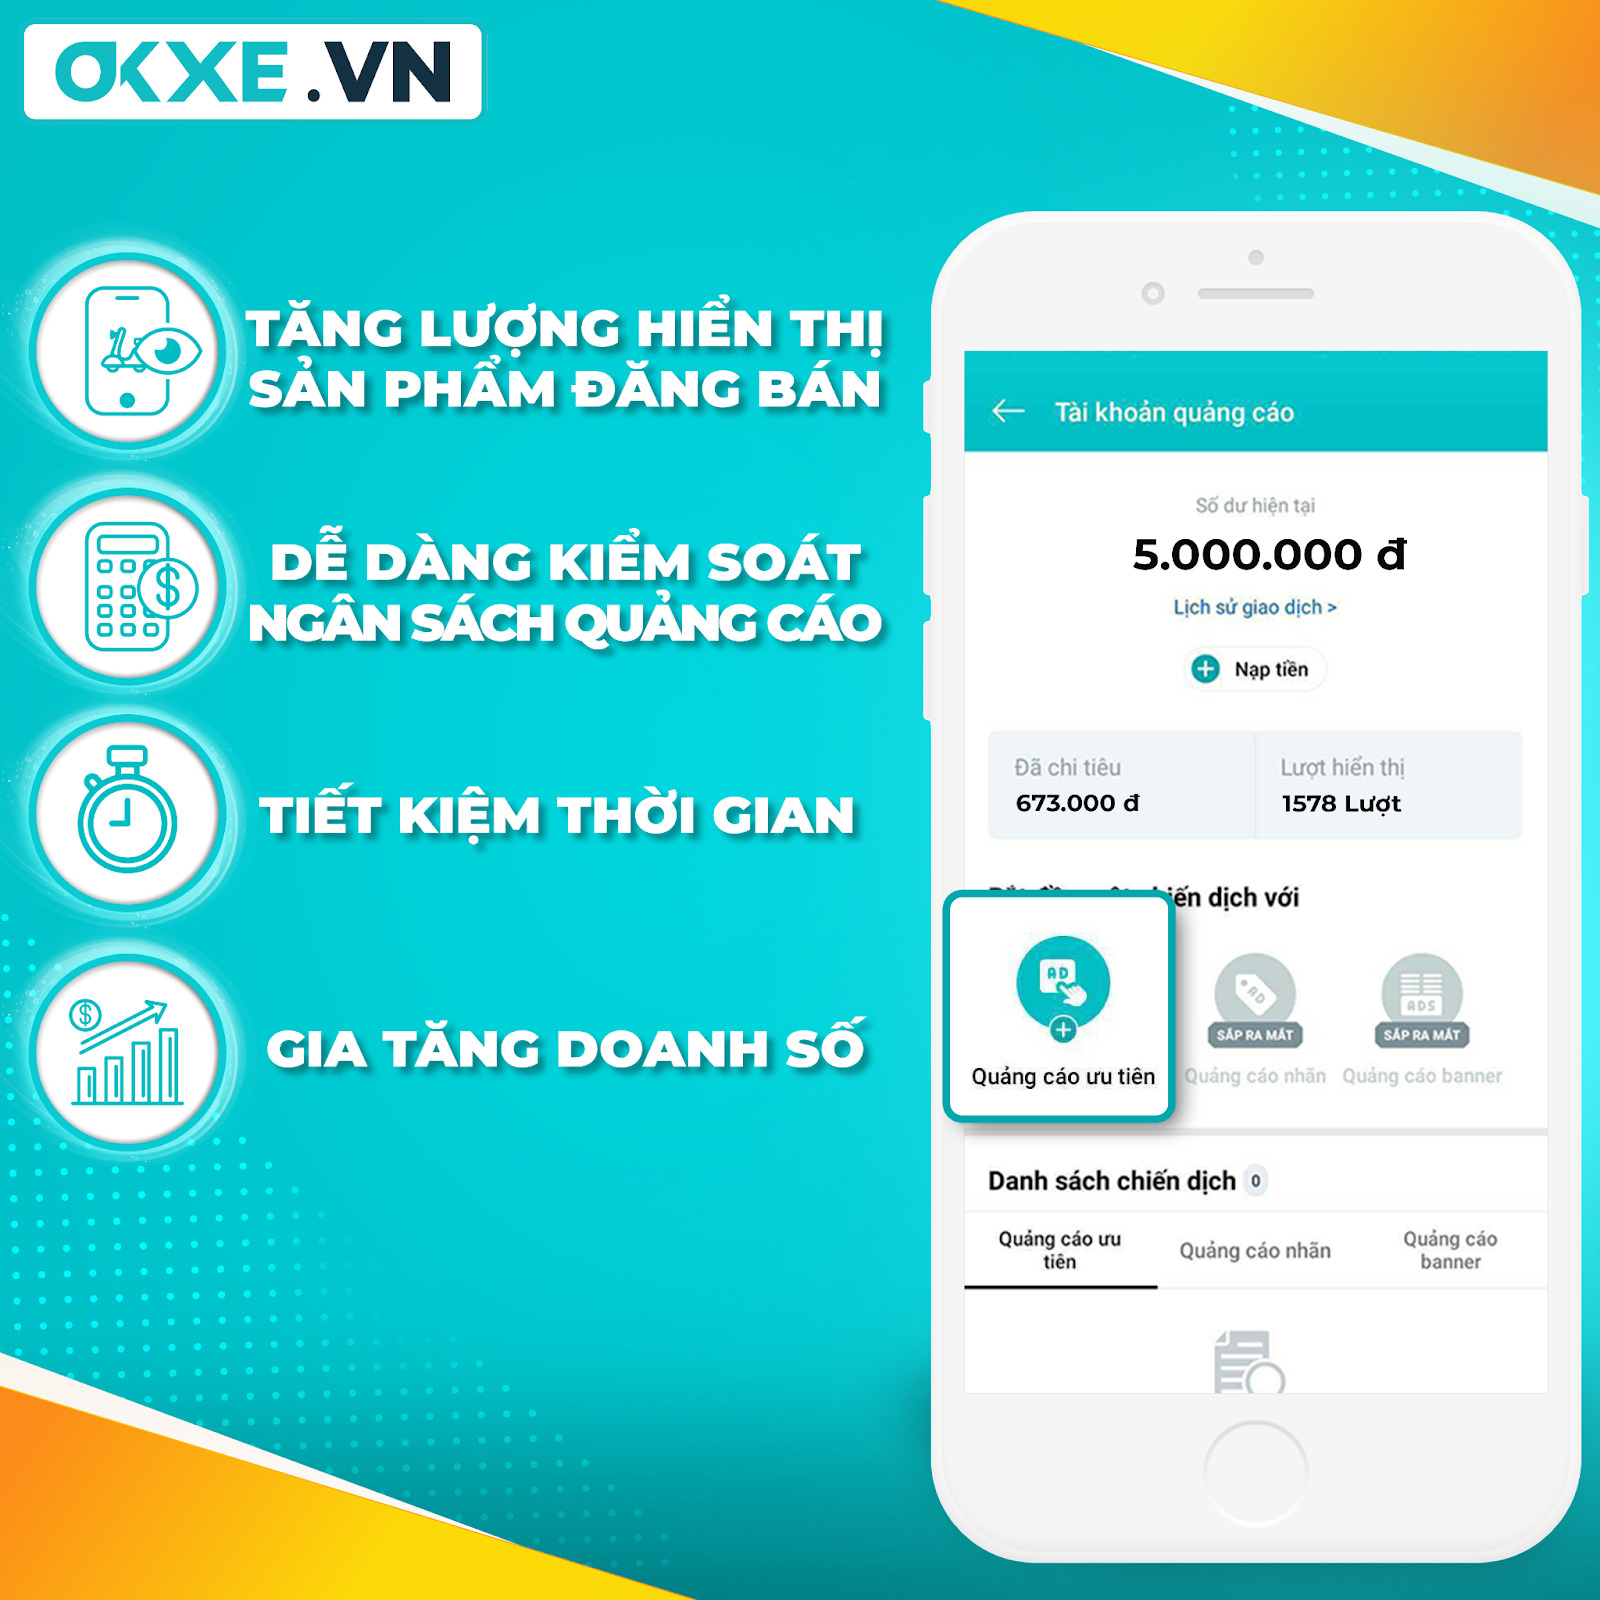 OKXE.VN
TĂNG LƯỢNG HIỂN THỊ
SẢN PHẨM ĐĂNG BÁN
DỄ DÀNG KIỂM SOÁT
NGÂN SÁCH QUẢNG CÁO
TIẾT KIỆM THỜI GIAN
GIA TĂNG DOANH SỐ
Tài khoản quảng cáo
Số dư hiện tại
5.000.000 đ
Lịch sử giao dịch >
Nạp tiền
Đã chi tiêu
673.000 đ
Lượt hiển thị
1578 Lượt
dịch với
AD
Quảng cáo ưu tiên
AD
SẮP RA MẮT
Quảng cáo nhãn
ADS
SẮP RA MẮT
Quảng cáo banner
Danh sách chiến dịch 0
Quảng cáo ưu
tiên
Quảng cáo nhãn
Quảng cáo
banner